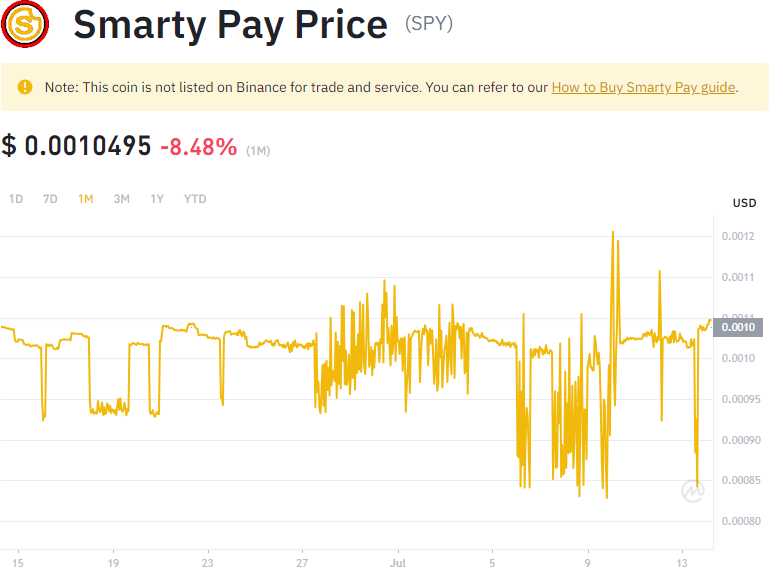 Smarty Pay Price (SPY)
Note: This coin is not listed on Binance for trade and service. You can refer to our How to Buy Smarty Pay guide.
$ 0.0010495 -8.48% (1M)
1D 7D 1M 3M 1Y YTD
USD
0.0012
0.0011
0.0011
0.0010
0.0010
0.00095
0.00090
0.00085
0.00080
15 19 23 27 Jul 5 9 13